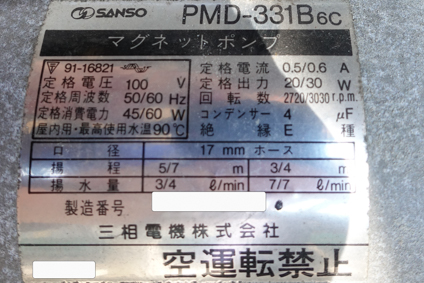 SANSO PMD-331B6C
マグネットポンプ
91-16821
定格電圧 100 V
定格周波数 50/60 Hz
定格消費電力 45/60 W
屋内用・最高使用水温90℃
定格電流 0.5/0.6 A
定格出力 20/30 W
回転数 2720/3030 r.p.m.
コンデンサー 4 μF
絶縁 E 種
口径 17 mm ホース
揚程 5/7 m 3/4 m
揚水量 3/4 ℓ/min 7/7 ℓ/min
製造番号
三相電機株式会社
空運転禁止